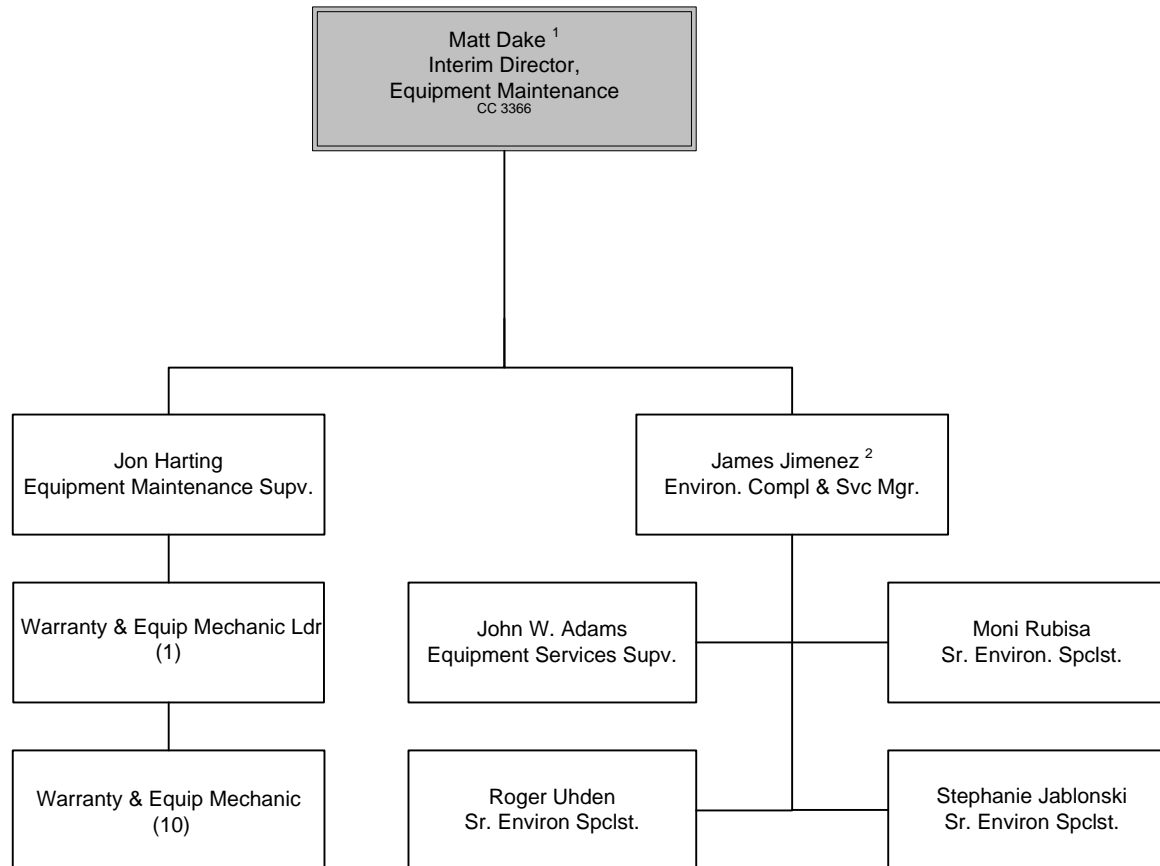 Matt Dake 1
Interim Director,
Equipment Maintenance
CC 3366
Jon Harting
Equipment Maintenance Supv.
James Jimenez 2
Environ. Compl & Svc Mgr.
Warranty & Equip Mechanic Ldr
(1)
John W. Adams
Equipment Services Supv.
Moni Rubisa
Sr. Environ. Spclst.
Warranty & Equip Mechanic
(10)
Roger Uhden
Sr. Environ Spclst.
Stephanie Jablonski
Sr. Environ Spclst.